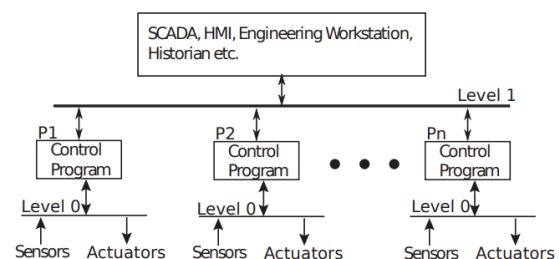 SCADA, HMI, Engineering Workstation,
Historian etc.
Level 1
P1
P2
Pn
Control
Program
Control
Program
Control
Program
Level 0
Level 0
Level 0
Sensors
Actuators
Sensors
Actuators
Sensors
Actuators